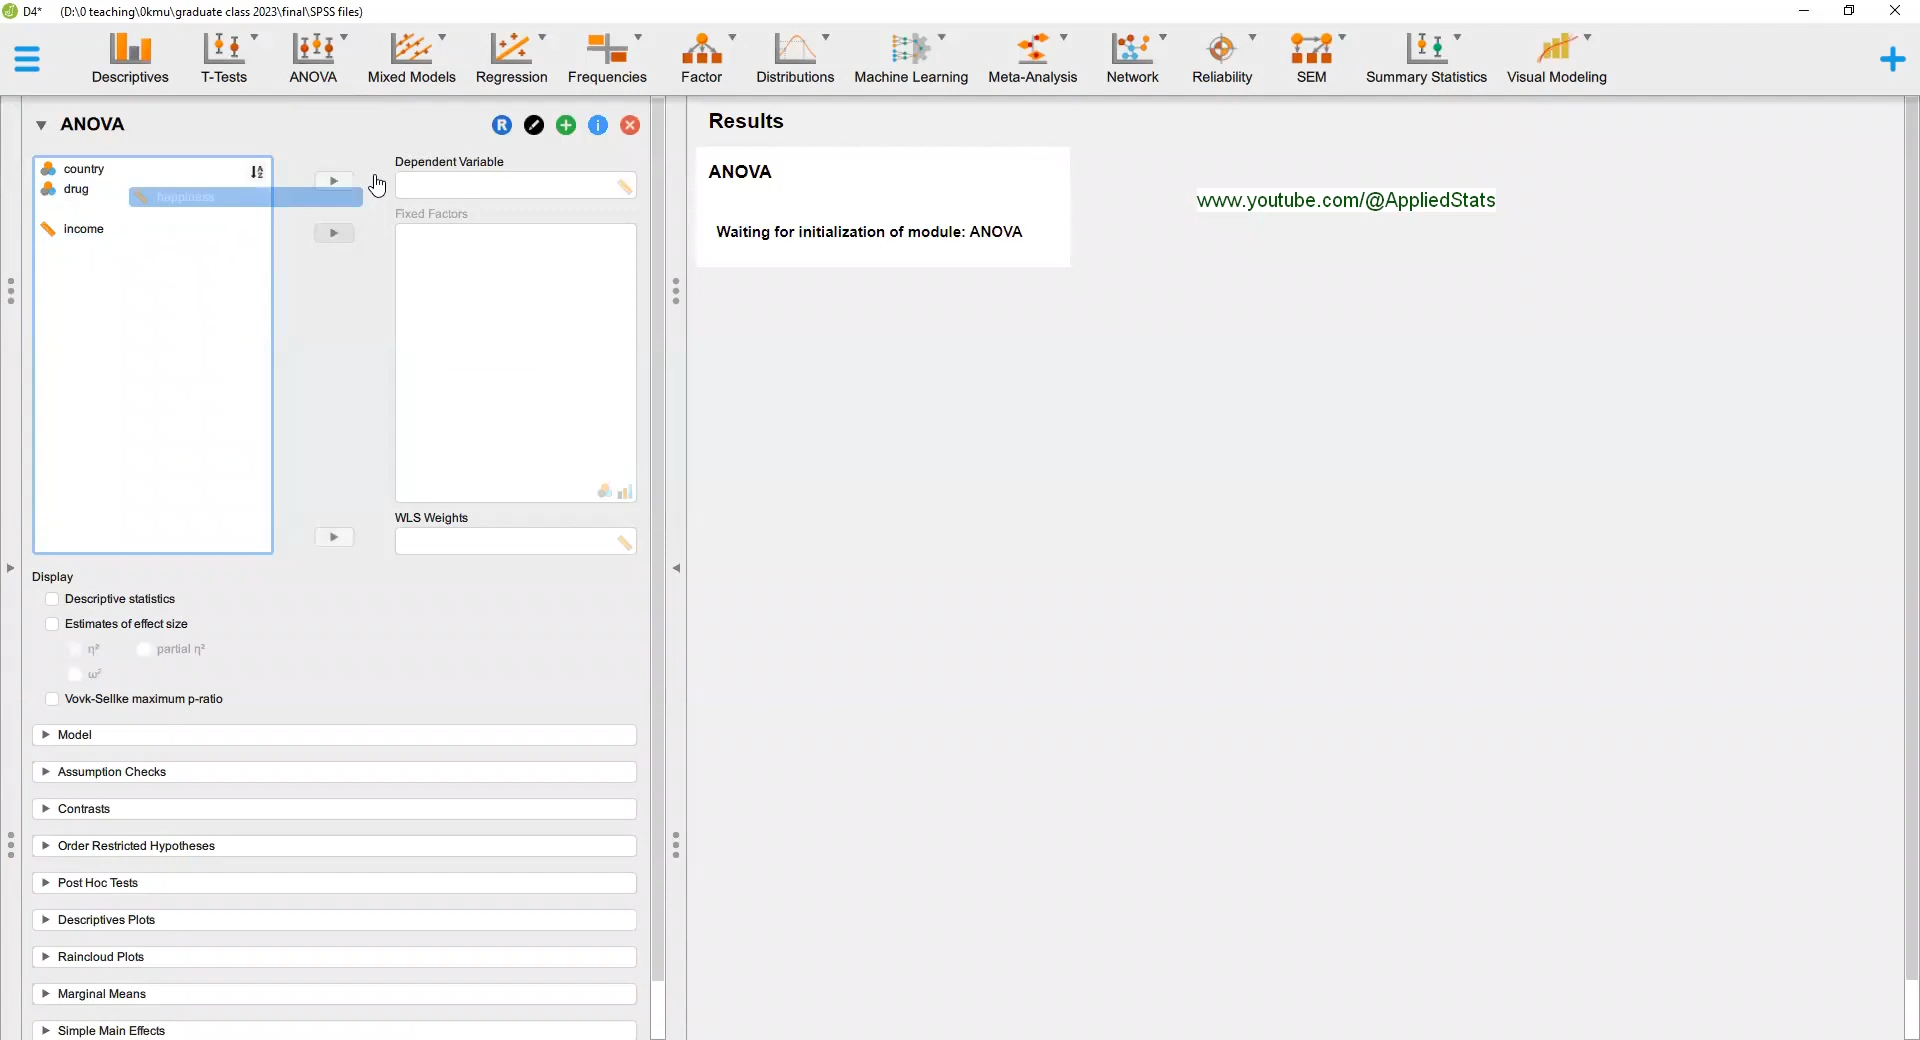 D4* (D:\0 teaching\0kmu\graduate class 2023\final\SPSS files)
Descriptives T-Tests ANOVA Mixed Models Regression Frequencies Factor Distributions Machine Learning Meta-Analysis Network Reliability SEM Summary Statistics Visual Modeling
ANOVA
country
drug
happiness
income
Dependent Variable
Fixed Factors
WLS Weights
Display
Descriptive statistics
Estimates of effect size
η² partial η²
ω²
Vovk-Sellke maximum p-ratio
Model
Assumption Checks
Contrasts
Order Restricted Hypotheses
Post Hoc Tests
Descriptives Plots
Raincloud Plots
Marginal Means
Simple Main Effects
Results
ANOVA
Waiting for initialization of module: ANOVA
www.youtube.com/@AppliedStats